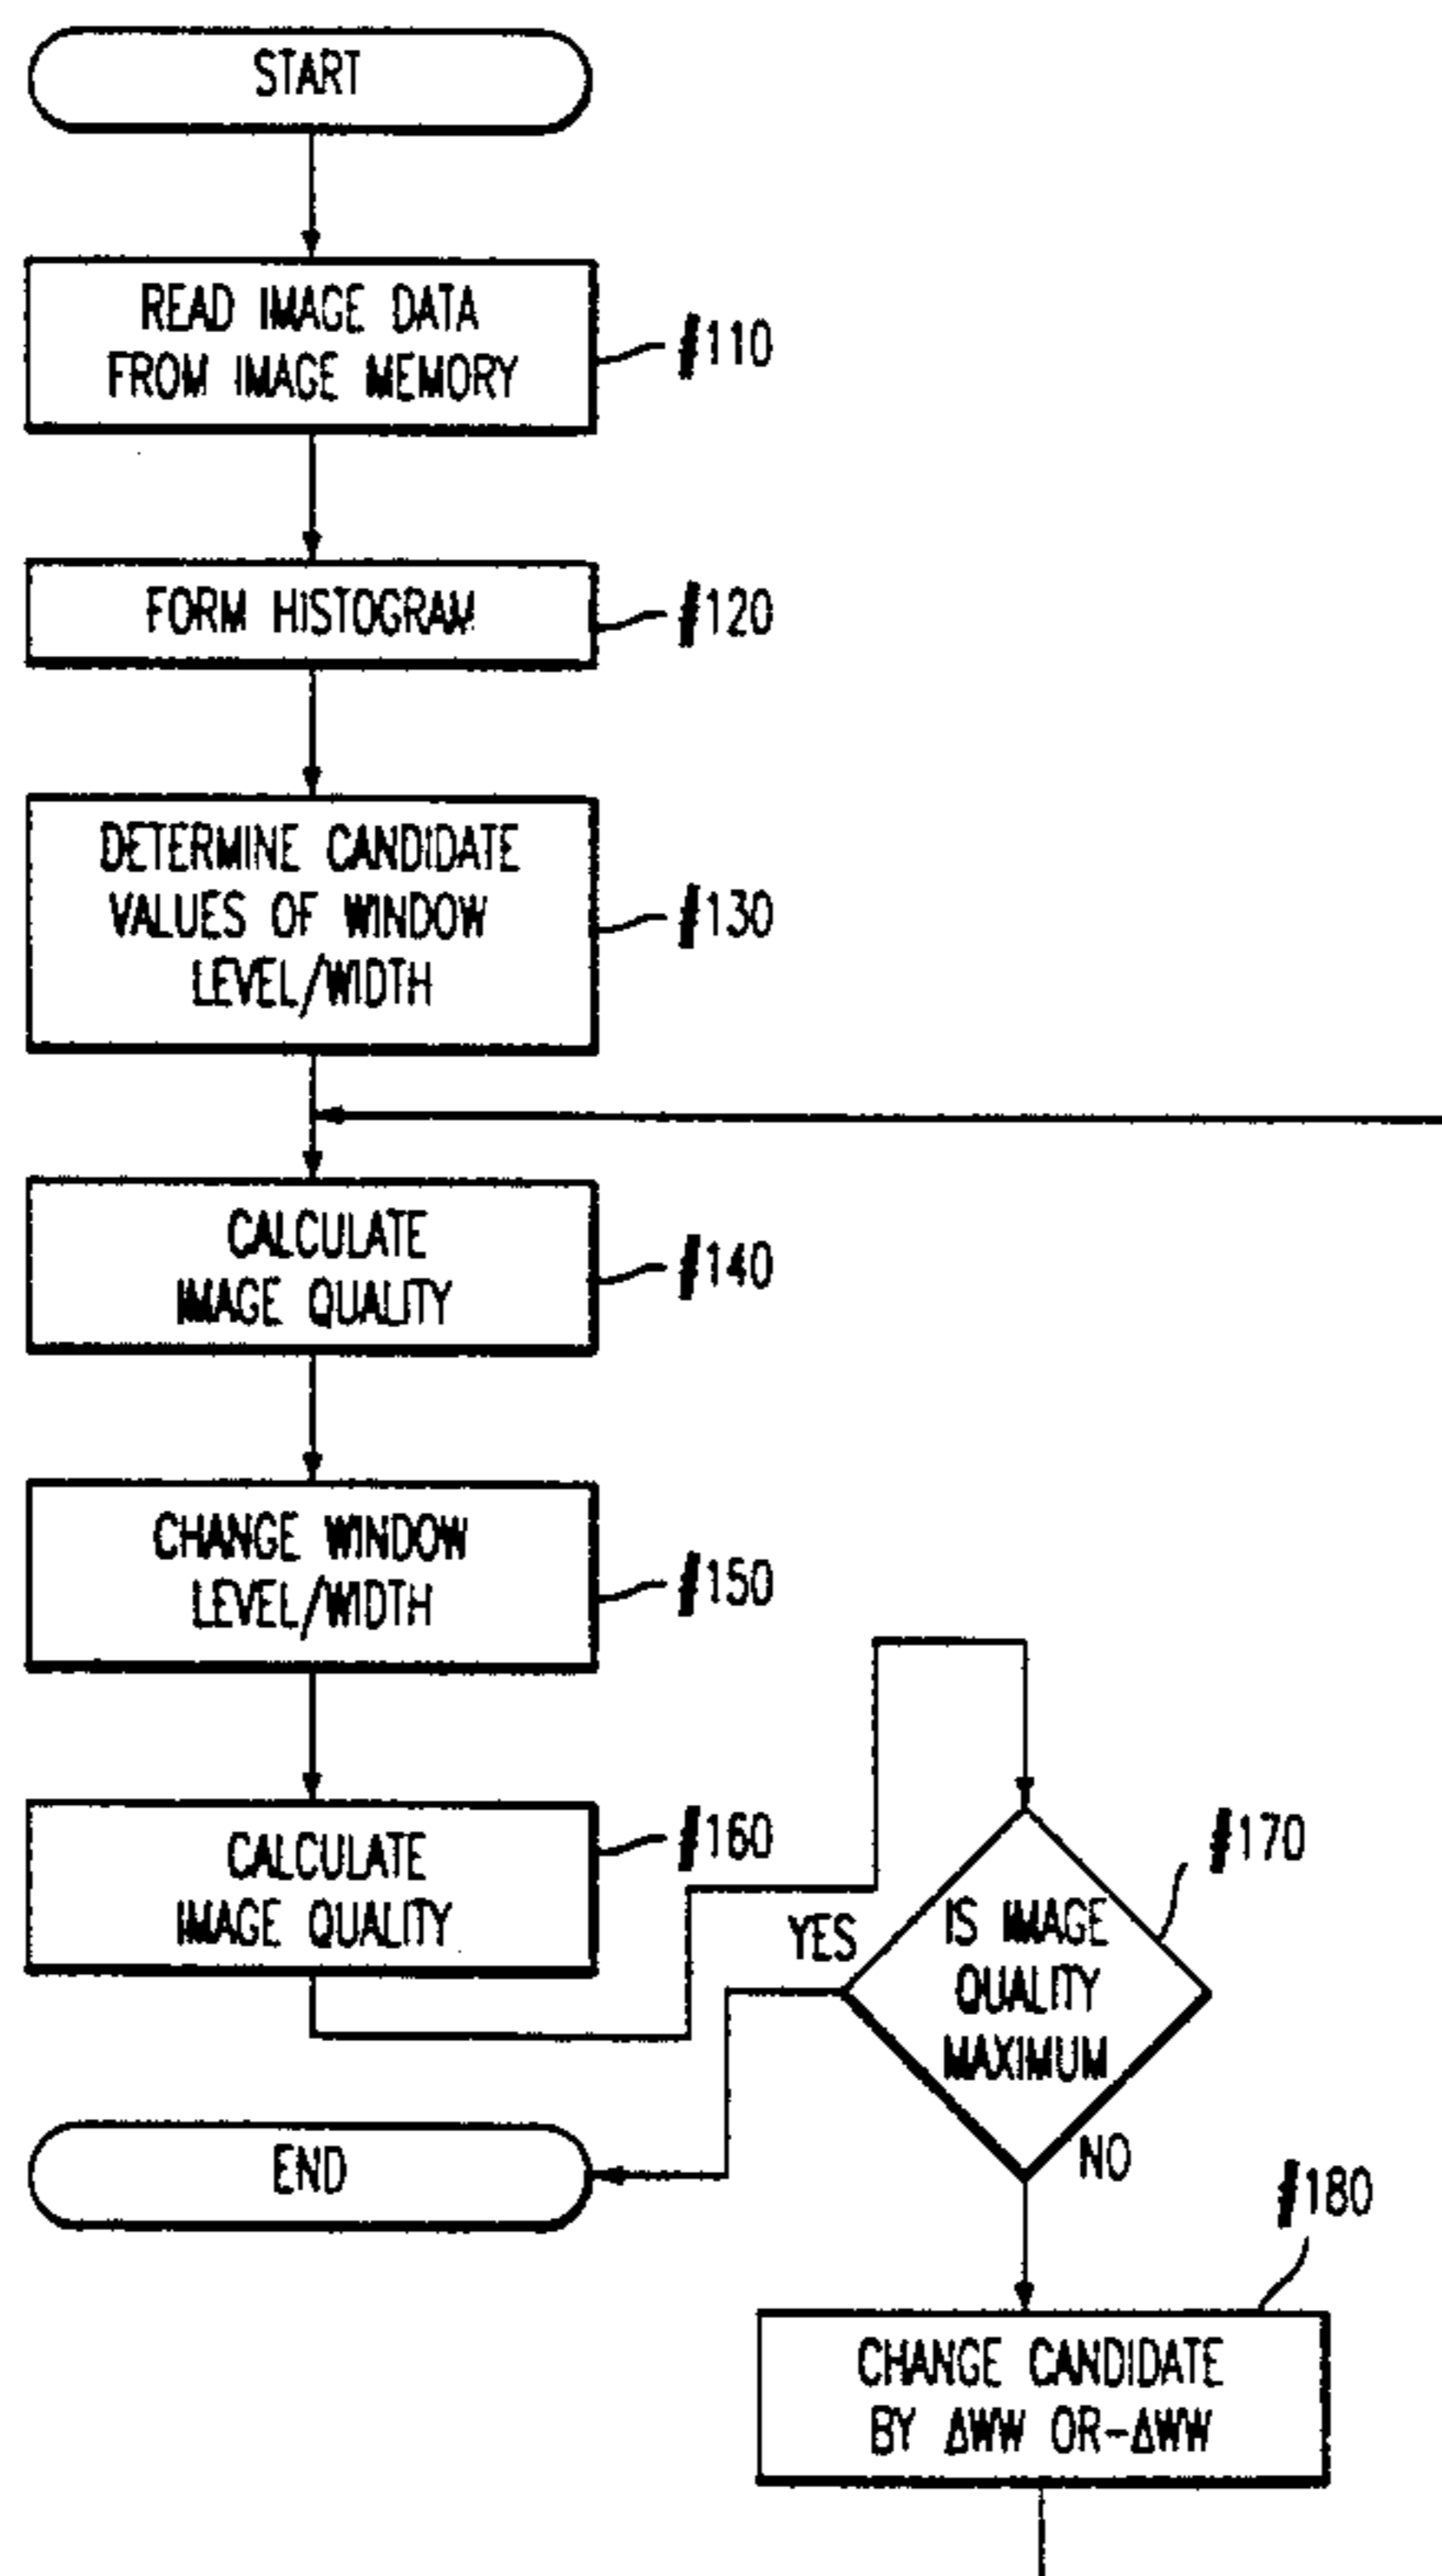 START
READ IMAGE DATA
FROM IMAGE MEMORY
#110
FORM HISTOGRAM
#120
DETERMINE CANDIDATE
VALUES OF WINDOW
LEVEL/WIDTH
#130
CALCULATE
IMAGE QUALITY
#140
CHANGE WINDOW
LEVEL/WIDTH
#150
CALCULATE
IMAGE QUALITY
#160
IS IMAGE
QUALITY
MAXIMUM
#170
YES
END
NO
#180
CHANGE CANDIDATE
BY ΔWW OR-ΔWW